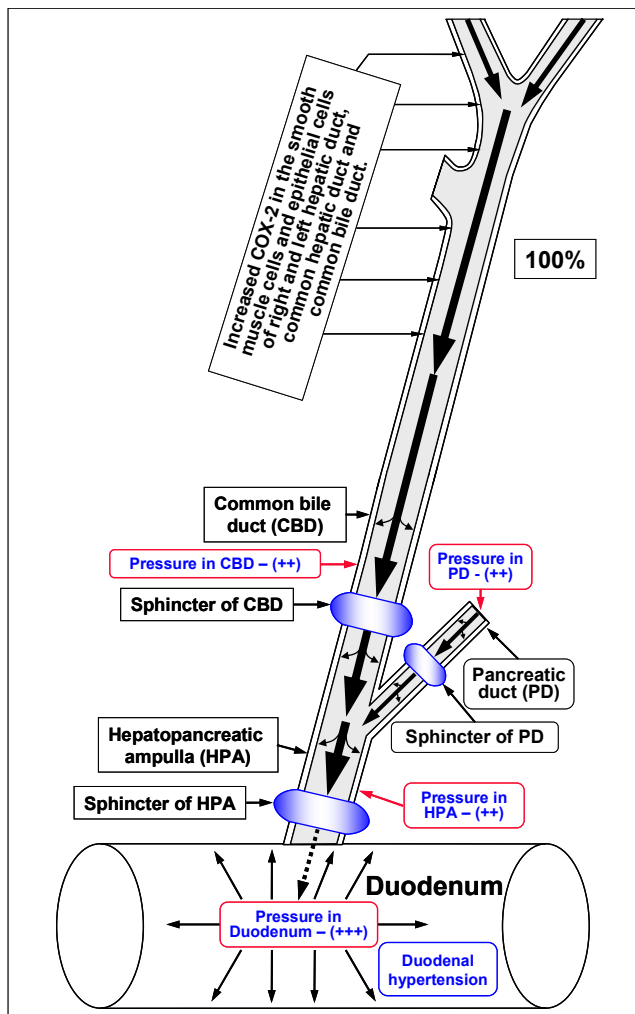 Increased COX-2 in the smooth
muscle cells and epithelial cells
of right and left hepatic duct,
common hepatic duct and
common bile duct.
100%
Common bile
duct (CBD)
Pressure in CBD – (++)
Pressure in
PD - (++)
Sphincter of CBD
Pancreatic
duct (PD)
Sphincter of PD
Hepatopancreatic
ampulla (HPA)
Sphincter of HPA
Pressure in
HPA – (++)
Duodenum
Pressure in
Duodenum – (+++)
Duodenal
hypertension